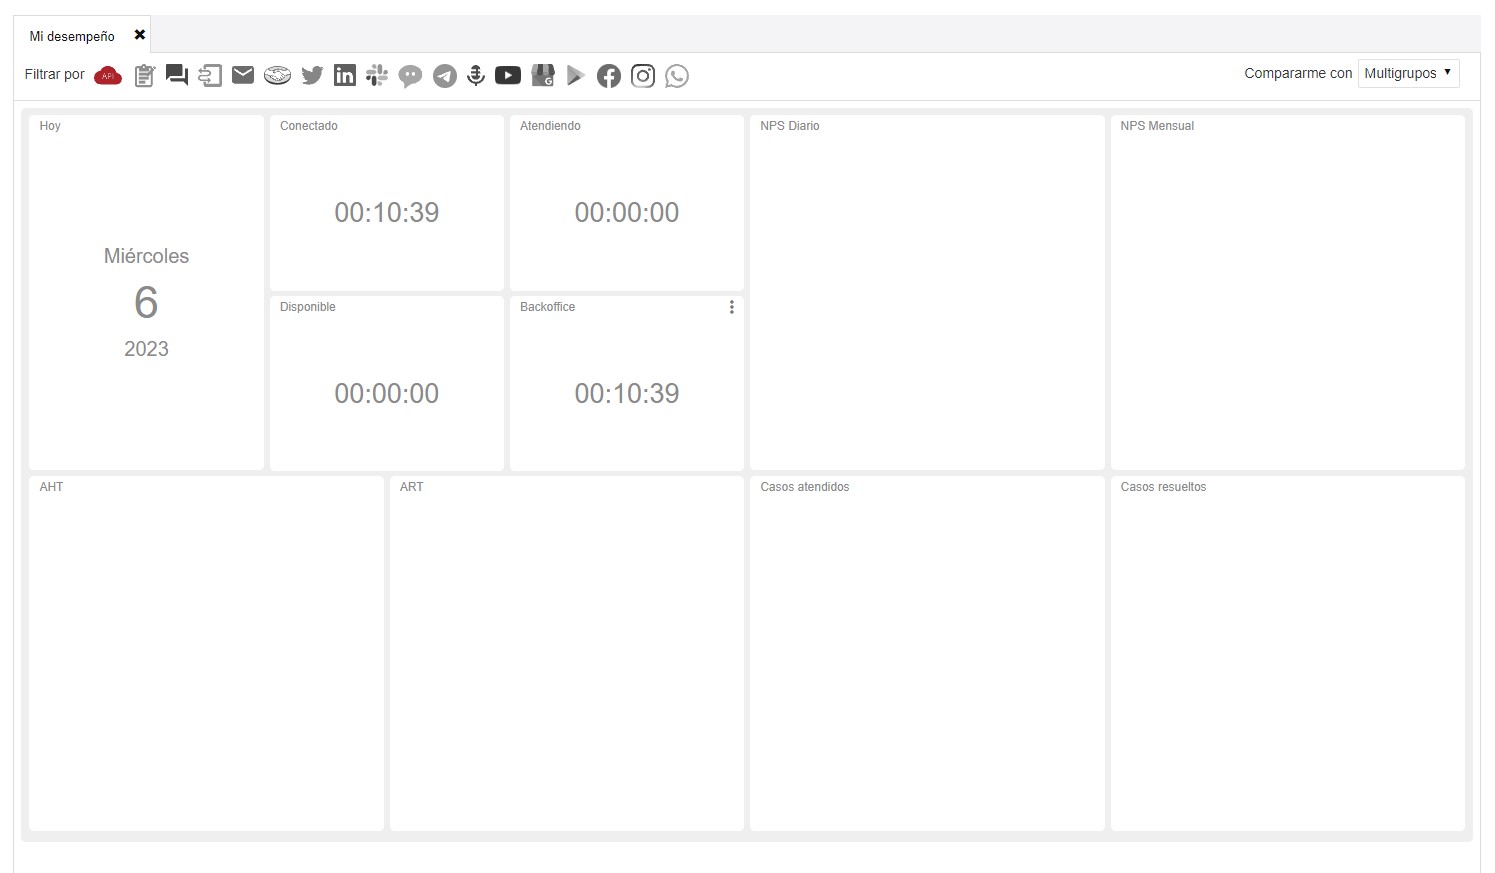 Mi desempeño ✖
Filtrar por API in G Compararme con Multigrupos
Hoy
Miércoles
6
2023
Conectado
00:10:39
Atendiendo
00:00:00
Disponible
00:00:00
Backoffice
00:10:39
NPS Diario
NPS Mensual
AHT
ART
Casos atendidos
Casos resueltos